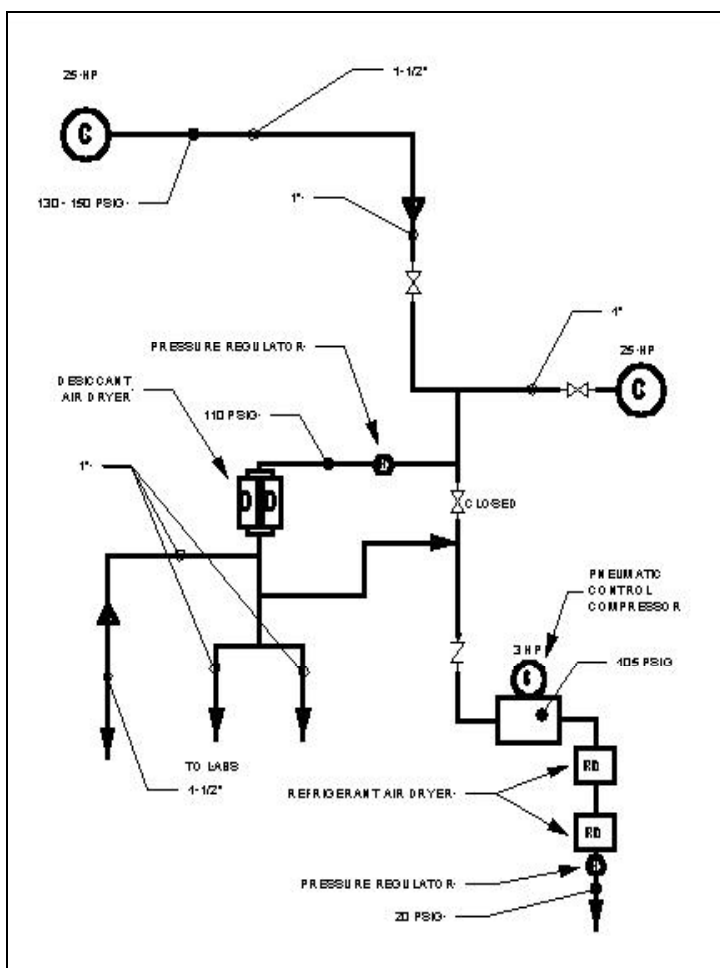 25-HP
1-1/2"
C
130 - 150 PSIG
1"
1"
PRESSURE REGULATOR
25-HP
C
DESICCANT
AIR DRYER
110 PSIG
1"
D D
CLOSED
PNEUMATIC
CONTROL
COMPRESSOR
3 HP
C
105 PSIG
TO LABS
1-1/2"
REFRIGERANT AIR DRYER
RD
RD
PRESSURE REGULATOR
20 PSIG